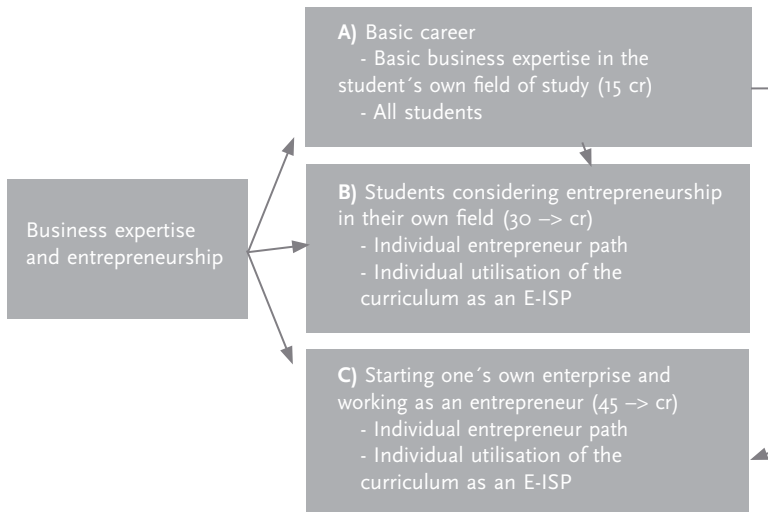 A) Basic career
- Basic business expertise in the
student´s own field of study (15 cr)
- All students
Business expertise
and entrepreneurship
B) Students considering entrepreneurship
in their own field (30 –> cr)
- Individual entrepreneur path
- Individual utilisation of the
curriculum as an E-ISP
C) Starting one´s own enterprise and
working as an entrepreneur (45 –> cr)
- Individual entrepreneur path
- Individual utilisation of the
curriculum as an E-ISP